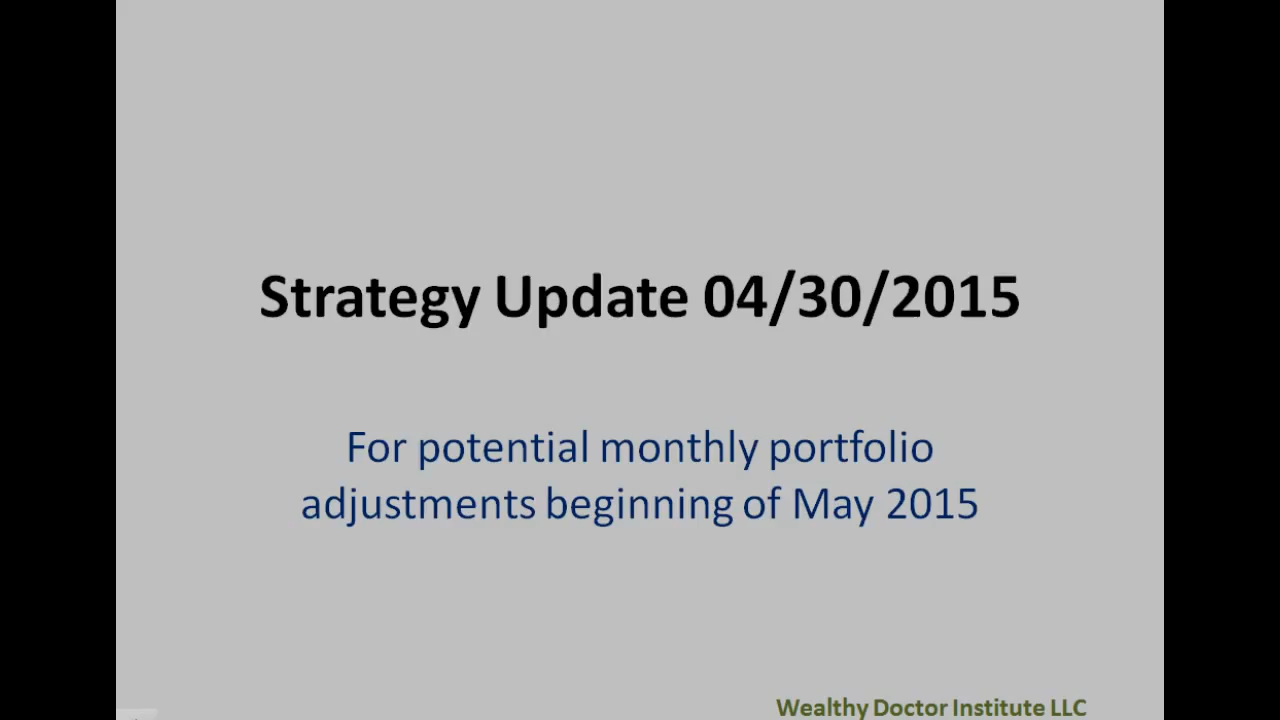 Strategy Update 04/30/2015
For potential monthly portfolio
adjustments beginning of May 2015
Wealthy Doctor Institute LLC